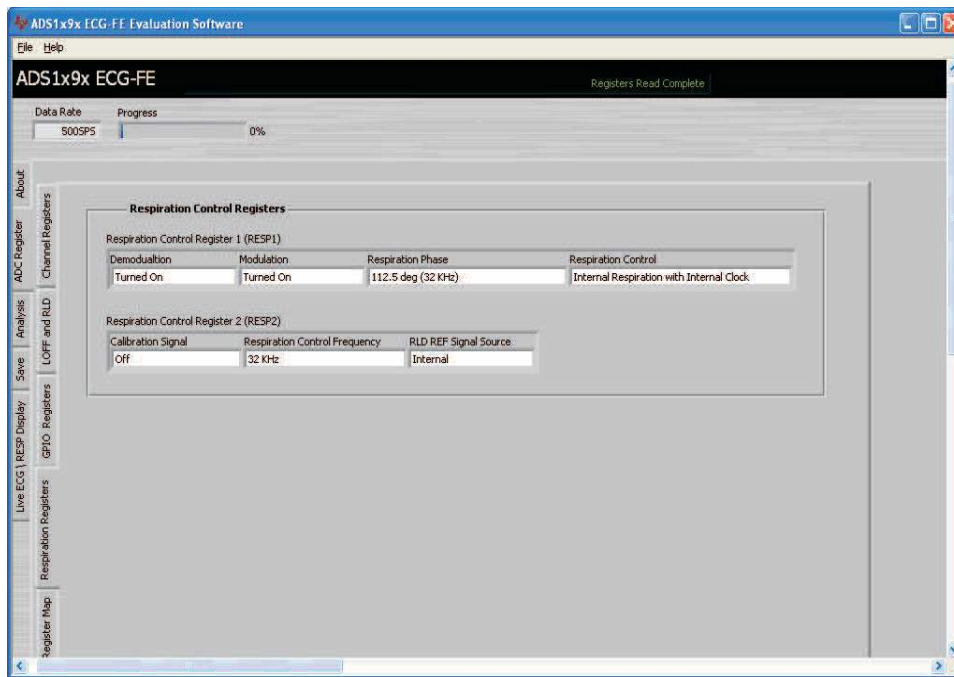 ADS1x9x ECG-FE Evaluation Software
File Help
ADS1x9x ECG-FE
Registers Read Complete
Data Rate Progress
500SPS 0%
About
ADC Register
Analysis
Save
Live ECG \ RESP Display
Channel Registers
LOFF and RLD
GPIO Registers
Respiration Registers
Register Map
Respiration Control Registers
Respiration Control Register 1 (RESP1)
Demodualtion Modulation Respiration Phase Respiration Control
Turned On Turned On 112.5 deg (32 KHz) Internal Respiration with Internal Clock
Respiration Control Register 2 (RESP2)
Calibration Signal Respiration Control Frequency RLD REF Signal Source
Off 32 KHz Internal